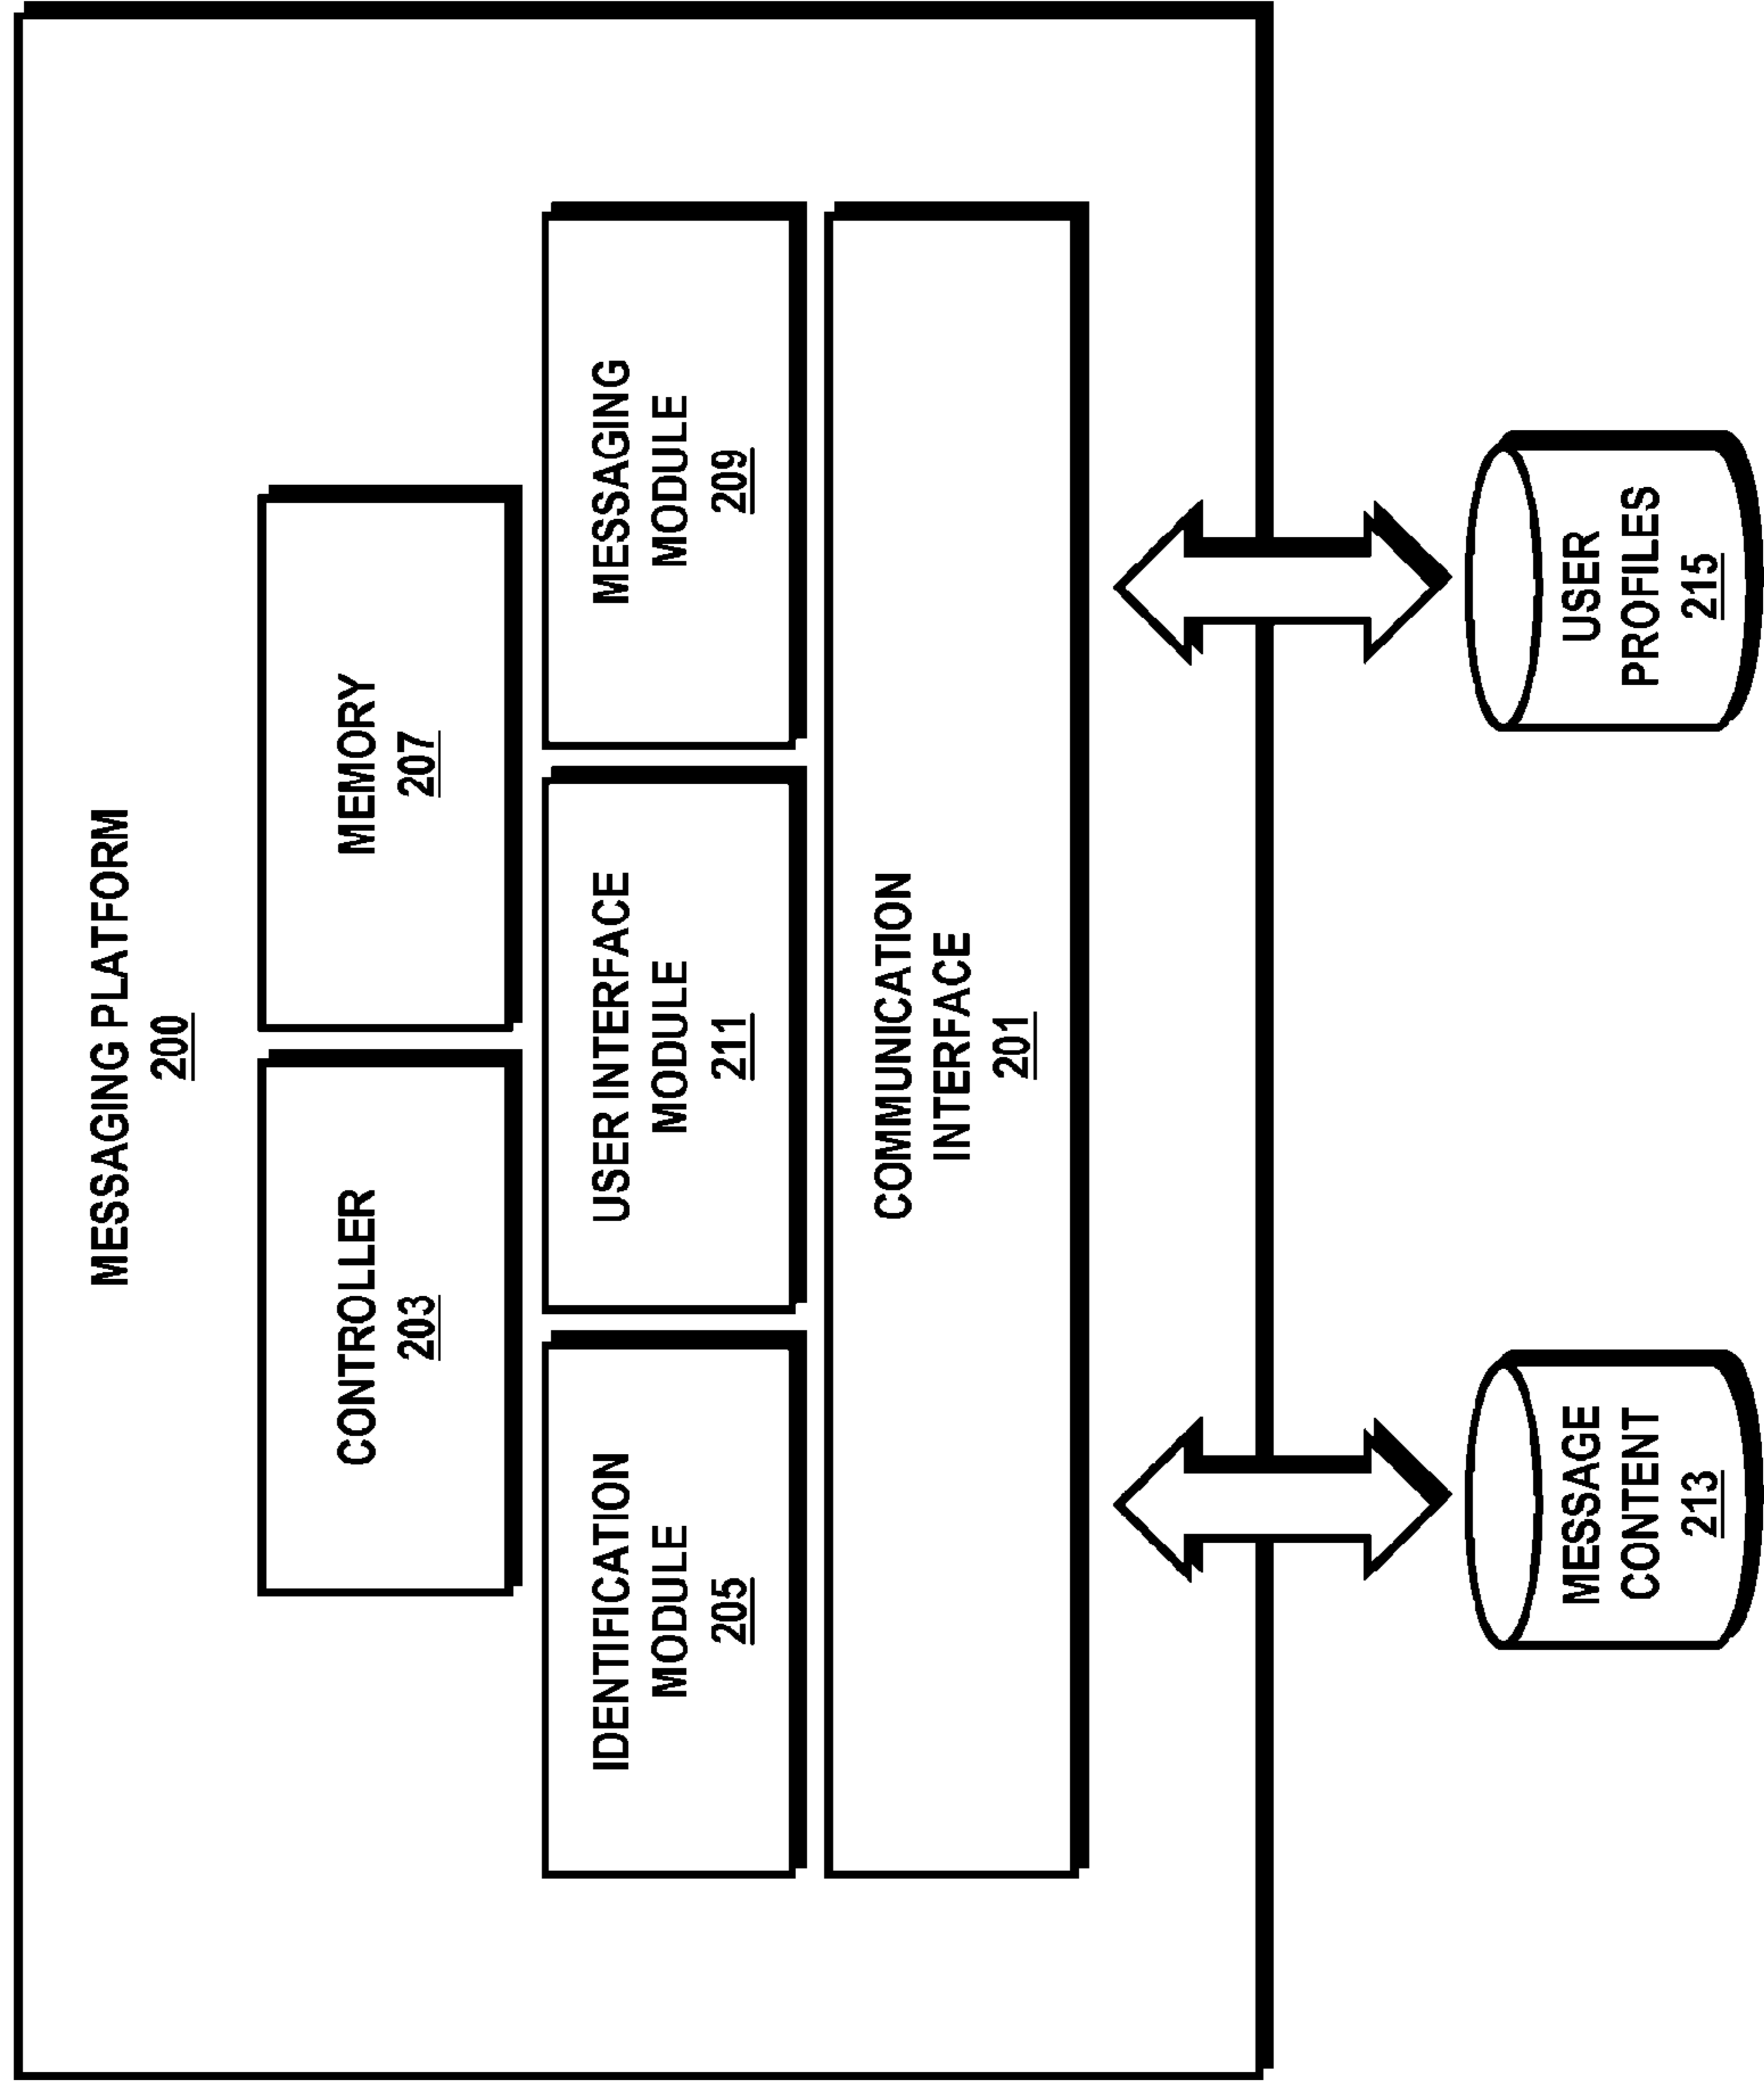 MESSAGING PLATFORM
200
CONTROLLER
203
MEMORY
207
IDENTIFICATION
MODULE
205
USER INTERFACE
MODULE
211
MESSAGING
MODULE
209
COMMUNICATION
INTERFACE
201
MESSAGE
CONTENT
213
USER
PROFILES
215